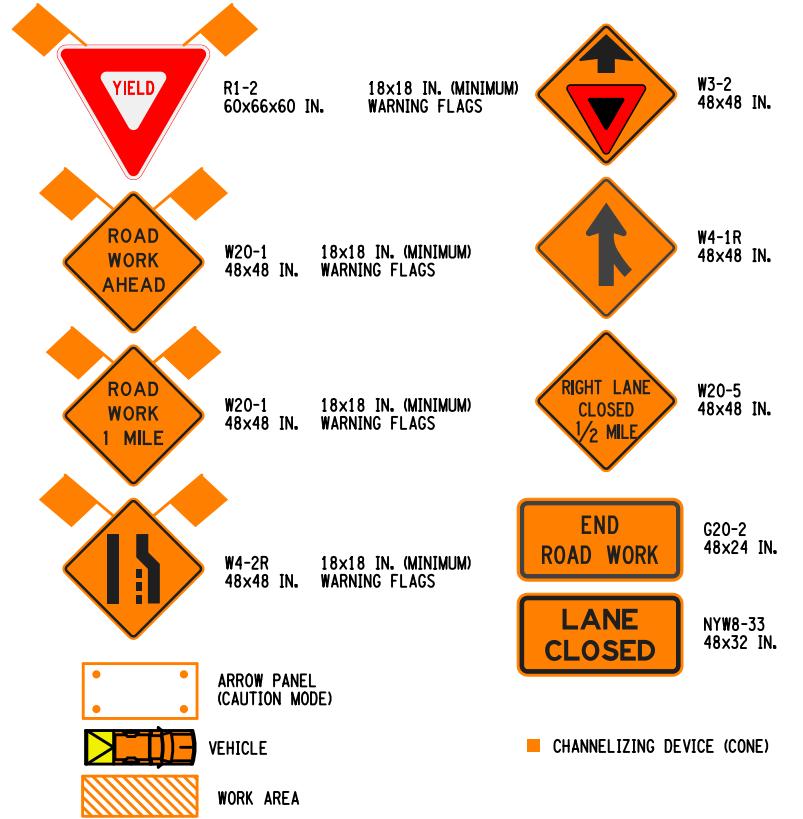 YIELD
R1-2
60x66x60 IN.
18x18 IN. (MINIMUM)
WARNING FLAGS
ROAD
WORK
AHEAD
W20-1
48x48 IN.
18x18 IN. (MINIMUM)
WARNING FLAGS
ROAD
WORK
1 MILE
W20-1
48x48 IN.
18x18 IN. (MINIMUM)
WARNING FLAGS
W4-2R
48x48 IN.
18x18 IN. (MINIMUM)
WARNING FLAGS
ARROW PANEL
(CAUTION MODE)
VEHICLE
WORK AREA
W3-2
48x48 IN.
W4-1R
48x48 IN.
RIGHT LANE
CLOSED
1/2 MILE
W20-5
48x48 IN.
END
ROAD WORK
G20-2
48x24 IN.
LANE
CLOSED
NYW8-33
48x32 IN.
CHANNELIZING DEVICE (CONE)